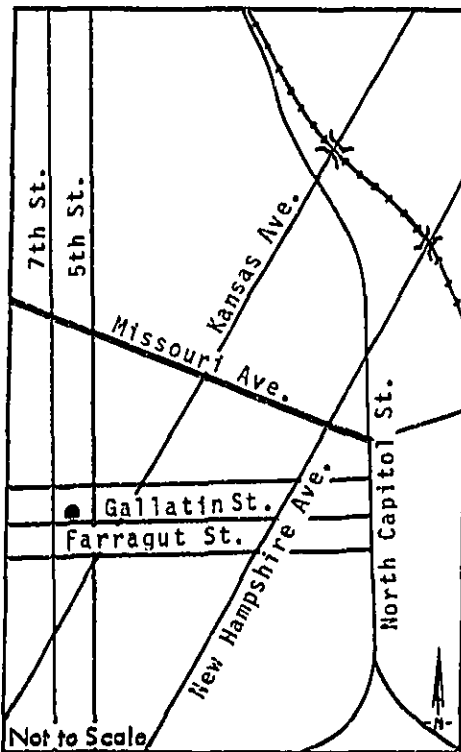 7th St.
5th St.
Kansas Ave.
Missouri Ave.
North Capitol St.
Gallatin St.
Farragut St.
New Hampshire Ave.
-N-
Not to Scale